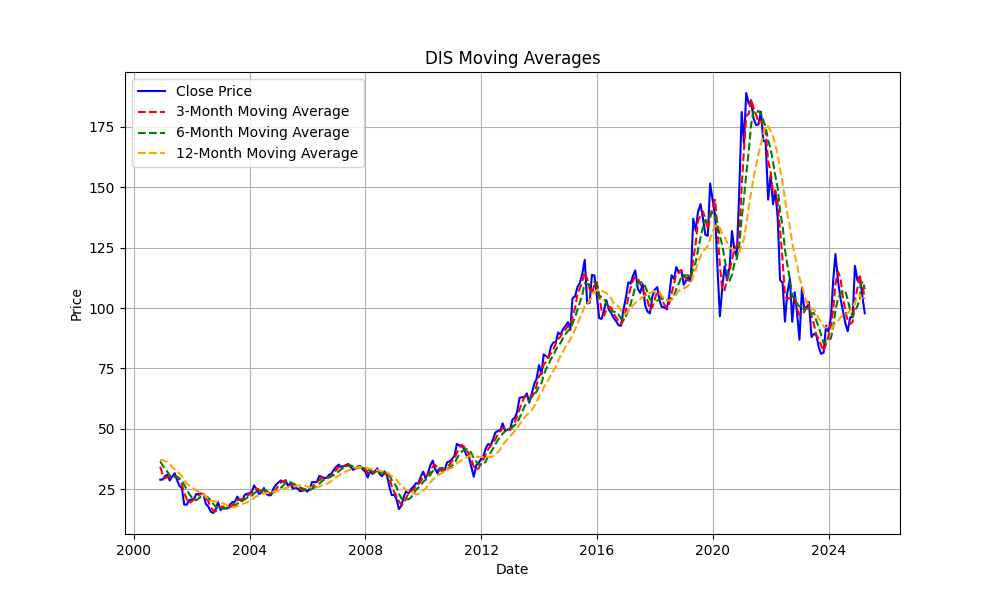 DIS Moving Averages
Close Price
3-Month Moving Average
6-Month Moving Average
12-Month Moving Average
175
150
125
100
75
50
25
Price
2000 2004 2008 2012 2016 2020 2024
Date